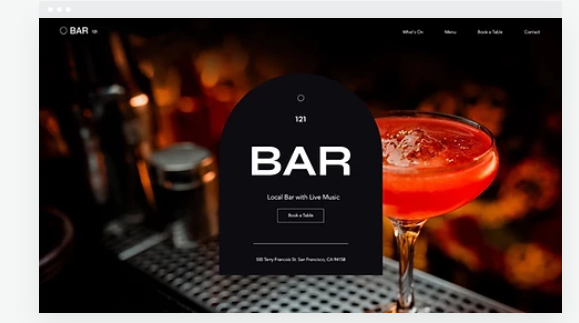 BAR 121
What's On Menu Book a Table Contact
121
BAR
Local Bar with Live Music
Book a Table
500 Terry Francois St. San Francisco, CA 94158